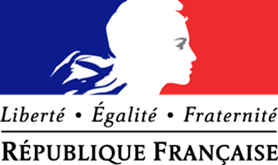 Liberté • Égalité • Fraternité
RÉPUBLIQUE FRANÇAISE